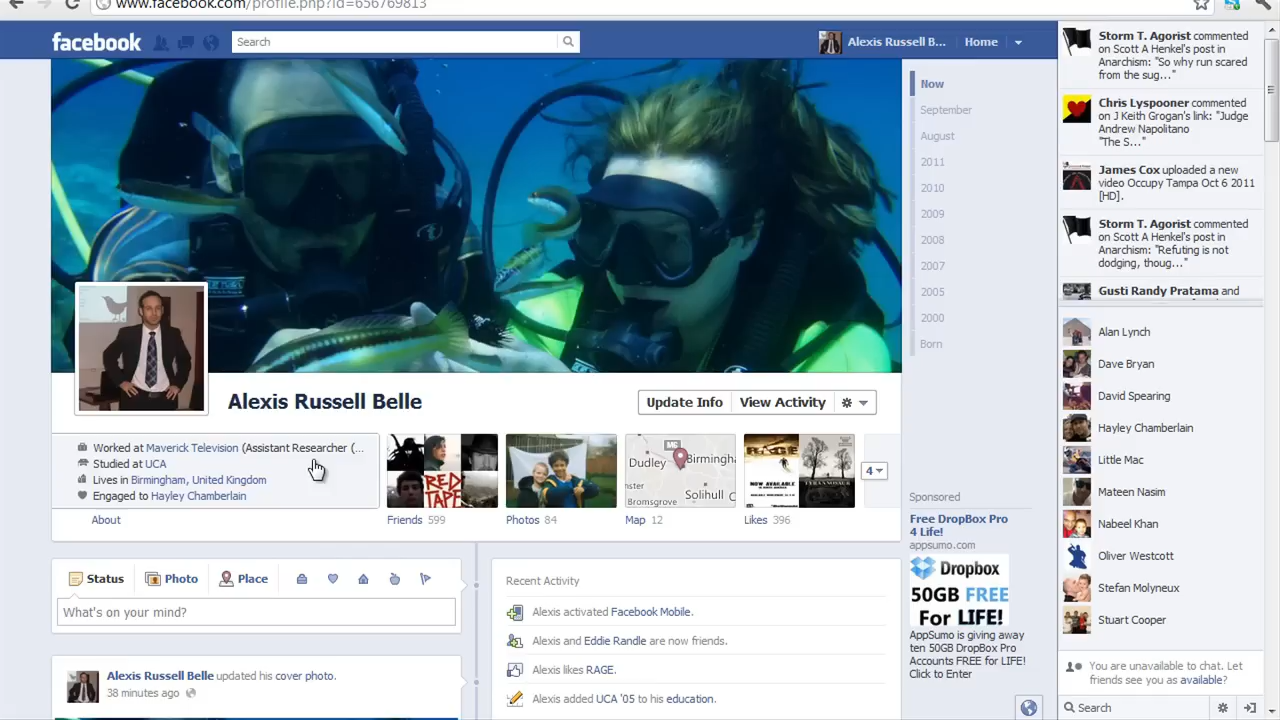 www.facebook.com/profile.php?id=656769813
facebook
Search
Alexis Russell B...
Home
Now
September
August
2011
2010
2009
2008
2007
2005
2000
Born
Alexis Russell Belle
Update Info
View Activity
Worked at Maverick Television (Assistant Researcher (...
Studied at UCA
Lives in Birmingham, United Kingdom
Engaged to Hayley Chamberlain
About
Friends 599
RED
TAPE
Photos 84
Dudley
Birmingh
nster
Bromsgrove
Solihull
Map 12
NOW
AVAILABLE
Likes 396
4
Status
Photo
Place
What's on your mind?
Alexis Russell Belle updated his cover photo.
38 minutes ago
Recent Activity
Alexis activated Facebook Mobile.
Alexis and Eddie Randle are now friends.
Alexis likes RAGE.
Alexis added UCA '05 to his education.
Sponsored
Free DropBox Pro
4 Life!
appsumo.com
Dropbox
50GB FREE
For LIFE!
AppSumo is giving away
ten 50GB DropBox Pro
Accounts FREE for LIFE!
Click to Enter
Storm T. Agorist commented
on Scott A Henkel's post in
Anarchism: "So why run scared
from the sug..."
Chris Lyspooner commented
on J Keith Grogan's link: "Judge
Andrew Napolitano
"The S..."
James Cox uploaded a new
video Occupy Tampa Oct 6 2011
[HD].
Storm T. Agorist commented
on Scott A Henkel's post in
Anarchism: "Refuting is not
dodging, thoug..."
Gusti Randy Pratama and
Alan Lynch
Dave Bryan
David Spearing
Hayley Chamberlain
Little Mac
Mateen Nasim
Nabeel Khan
Oliver Westcott
Stefan Molyneux
Stuart Cooper
You are unavailable to chat. Let
friends see you as available?
Search